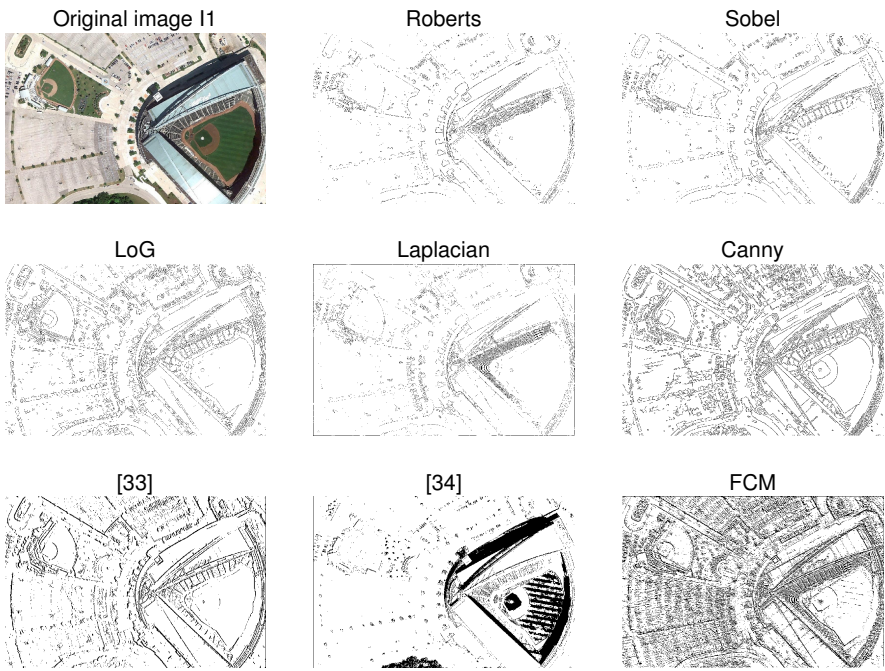 Original image I1
Roberts
Sobel
LoG
Laplacian
Canny
[33]
[34]
FCM